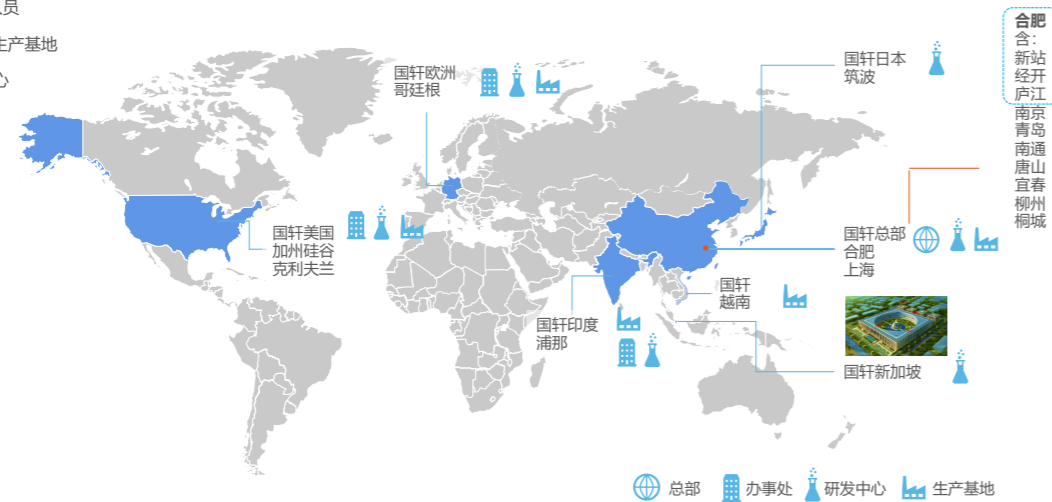 员
生产基地
心
国轩欧洲
哥廷根
国轩日本
筑波
合肥
含：
新站
经开
庐江
南京
青岛
南通
唐山
宜春
柳州
桐城
国轩美国
加州硅谷
克利夫兰
国轩总部
合肥
上海
国轩
越南
国轩印度
浦那
国轩新加坡
总部
办事处
研发中心
生产基地